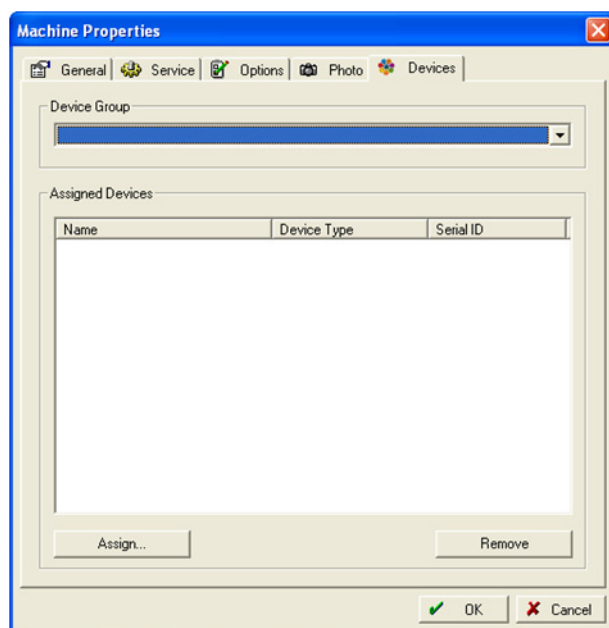 Machine Properties
General Service Options Photo Devices
Device Group
Assigned Devices
Name Device Type Serial ID
Assign... Remove
OK Cancel